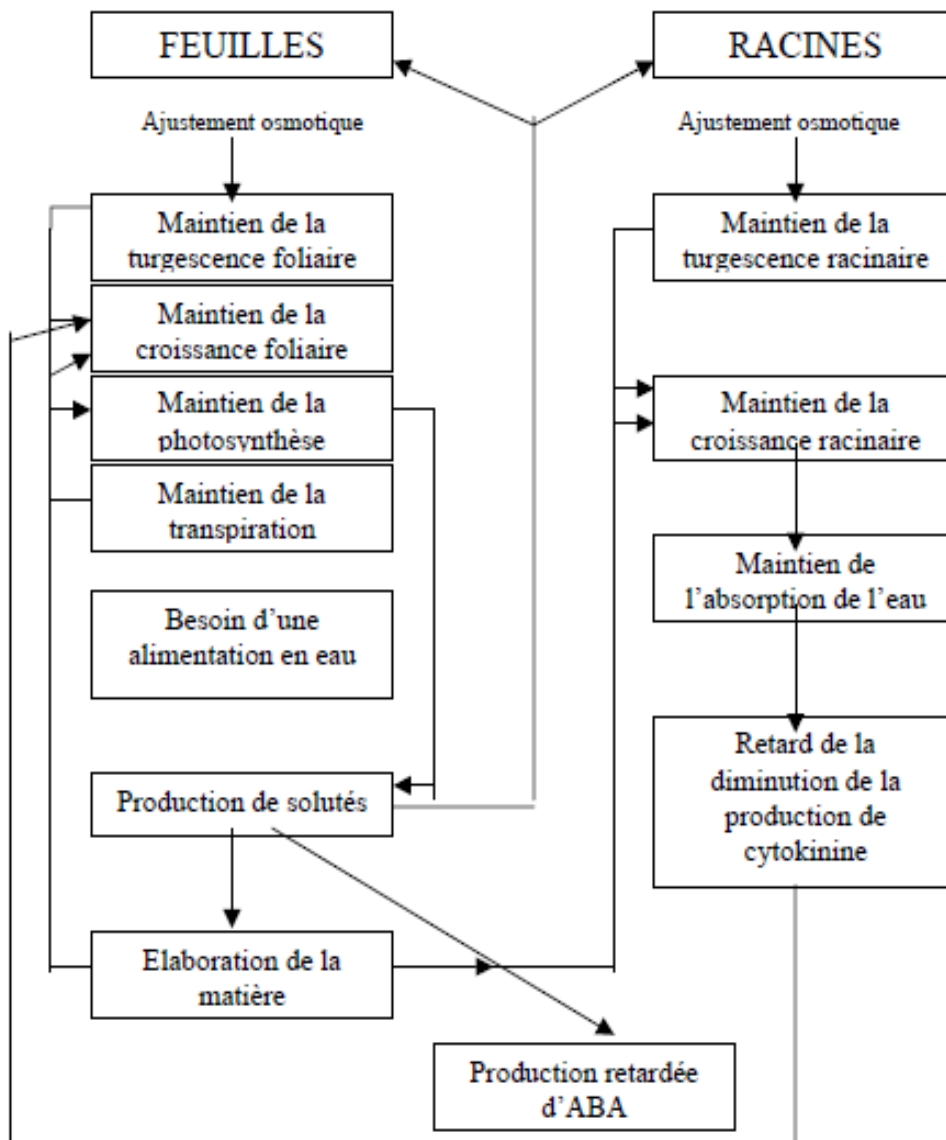 FEUILLES
RACINES
Ajustement osmotique
Ajustement osmotique
Maintien de la
turgescence foliaire
Maintien de la
turgescence racinaire
Maintien de la
croissance foliaire
Maintien de la
photosynthèse
Maintien de la
croissance racinaire
Maintien de la
transpiration
Maintien de
l'absorption de l'eau
Besoin d'une
alimentation en eau
Production de solutés
Retard de la
diminution de la
production de
cytokinine
Elaboration de la
matière
Production retardée
d'ABA